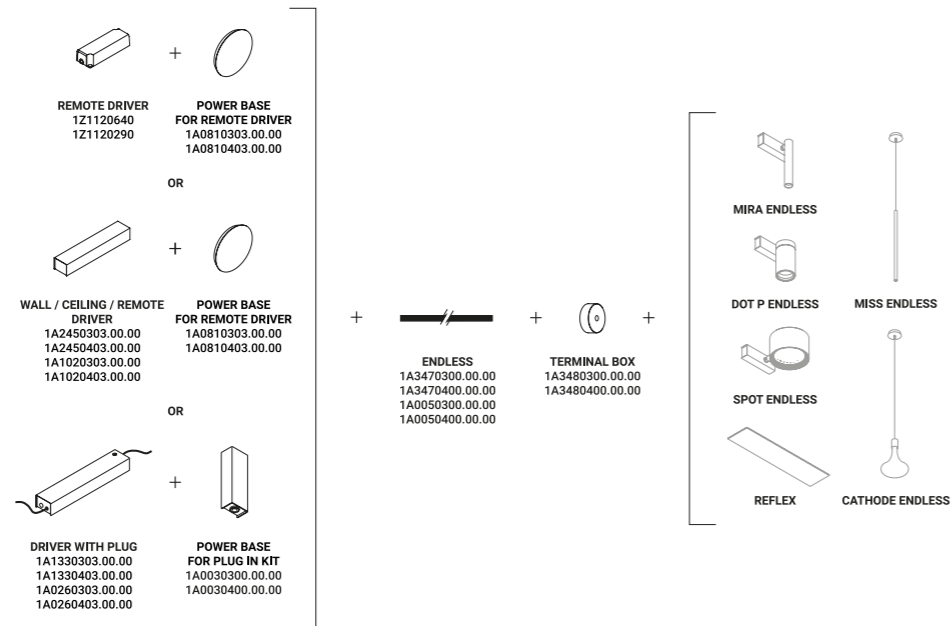 REMOTE DRIVER
1Z1120640
1Z1120290
+
POWER BASE
FOR REMOTE DRIVER
1A0810303.00.00
1A0810403.00.00
OR
WALL / CEILING / REMOTE
DRIVER
1A2450303.00.00
1A2450403.00.00
1A1020303.00.00
1A1020403.00.00
+
POWER BASE
FOR REMOTE DRIVER
1A0810303.00.00
1A0810403.00.00
OR
DRIVER WITH PLUG
1A1330303.00.00
1A1330403.00.00
1A0260303.00.00
1A0260403.00.00
+
POWER BASE
FOR PLUG İN KİT
1A0030300.00.00
1A0030400.00.00
+
ENDLESS
1A3470300.00.00
1A3470400.00.00
1A0050300.00.00
1A0050400.00.00
+
TERMINAL BOX
1A3480300.00.00
1A3480400.00.00
+
MIRA ENDLESS
DOT P ENDLESS
MISS ENDLESS
SPOT ENDLESS
REFLEX
CATHODE ENDLESS